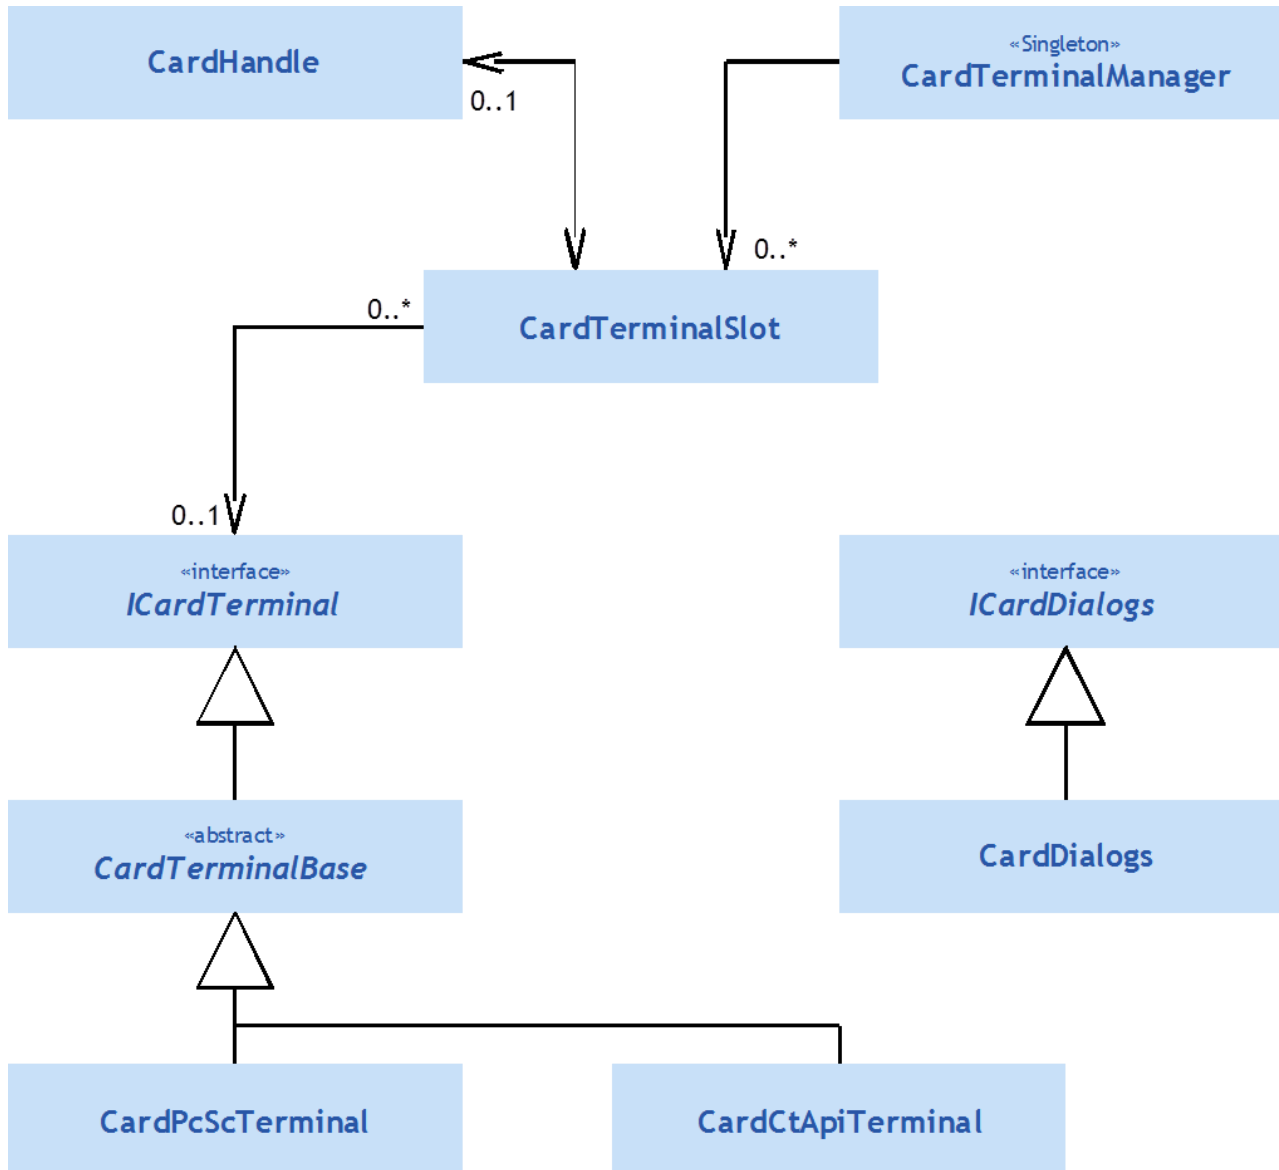 CardHandle
«Singleton»
CardTerminalManager
0..1
0..*
CardTerminalSlot
0..*
0..1
«interface»
ICardTerminal
«interface»
ICardDialogs
«abstract»
CardTerminalBase
CardDialogs
CardPcScTerminal
CardCtApiTerminal